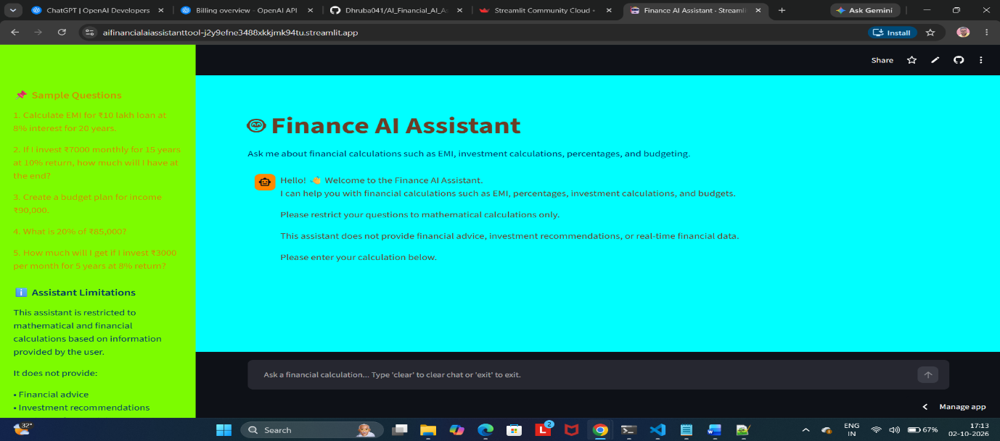 ChatGPT | OpenAI Developers
Billing overview - OpenAI API
Dhruba041/AI_Financial_AI_A
Streamlit Community Cloud •
Finance AI Assistant · Streamli
Ask Gemini
aifinancialaiassistanttool-j2y9efne3488xkkjmk94tu.streamlit.app
Install
Share
Sample Questions
1. Calculate EMI for ₹10 lakh loan at
8% interest for 20 years.
2. If I invest ₹7000 monthly for 15 years
at 10% return, how much will I have at
the end?
3. Create a budget plan for income
₹90,000.
4. What is 20% of ₹85,000?
5. How much will I get if I invest ₹3000
per month for 5 years at 8% return?
Assistant Limitations
This assistant is restricted to
mathematical and financial
calculations based on information
provided by the user.
It does not provide:
• Financial advice
• Investment recommendations
Finance AI Assistant
Ask me about financial calculations such as EMI, investment calculations, percentages, and budgeting.
Hello! 👋 Welcome to the Finance AI Assistant.
I can help you with financial calculations such as EMI, percentages, investment calculations, and budgets.
Please restrict your questions to mathematical calculations only.
This assistant does not provide financial advice, investment recommendations, or real-time financial data.
Please enter your calculation below.
Ask a financial calculation... Type 'clear' to clear chat or 'exit' to exit.
Manage app
32°
Search
2
ENG
IN
67%
17:13
02-10-2026